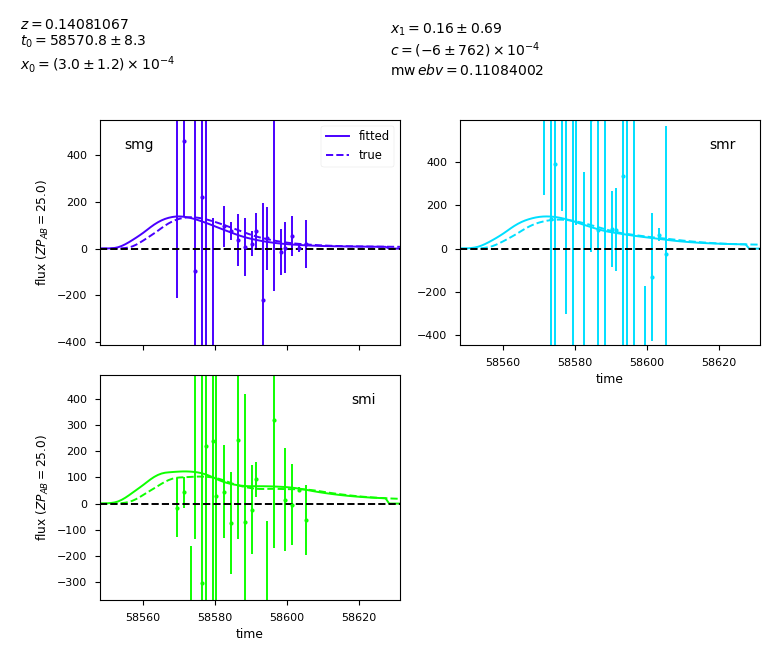 z = 0.14081067
t₀ = 58570.8 ± 8.3
x₀ = (3.0 ± 1.2) × 10⁻⁴
x₁ = 0.16 ± 0.69
c = (−6 ± 762) × 10⁻⁴
mw ebv = 0.11084002
smg
fitted
true
400
200
0
−200
−400
flux (ZP_AB = 25.0)
smr
400
200
0
−200
−400
58560 58580 58600 58620
time
smi
400
300
200
100
0
−100
−200
−300
flux (ZP_AB = 25.0)
58560 58580 58600 58620
time